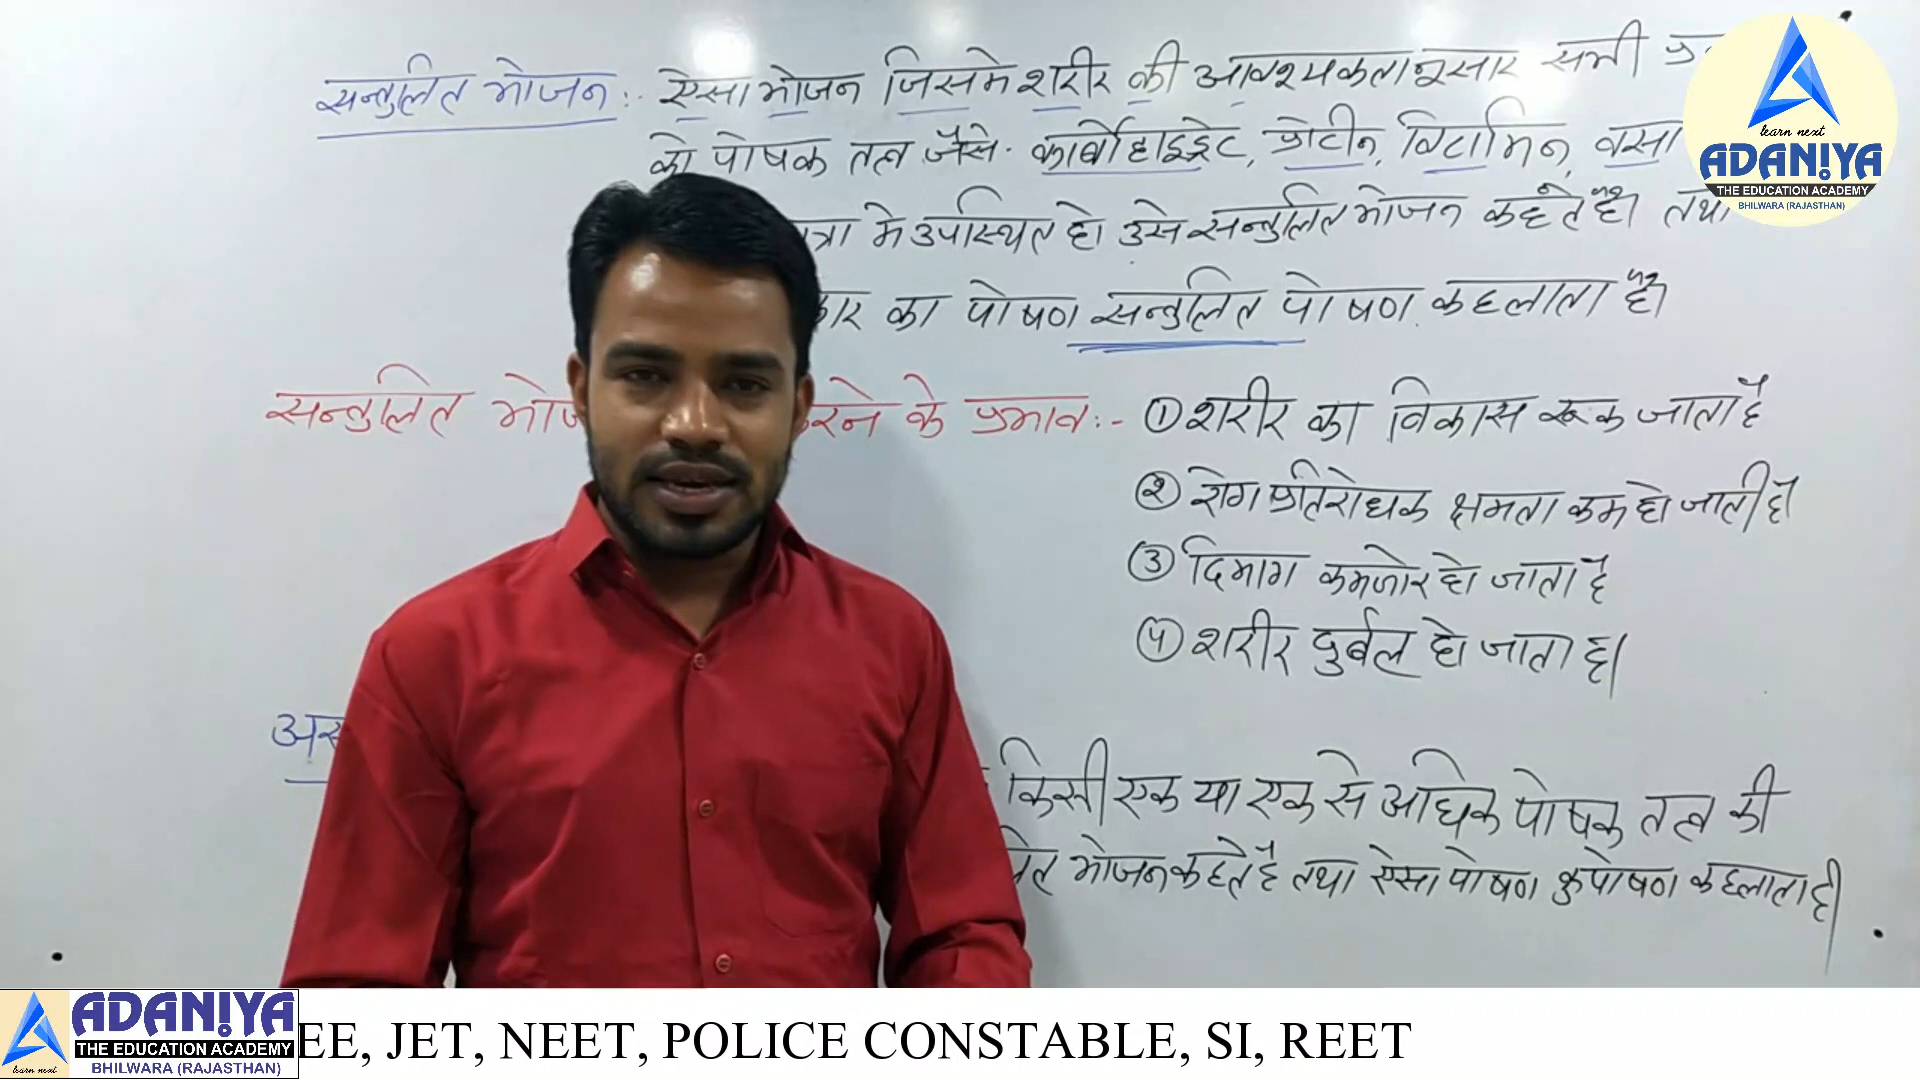 सन्तुलित भोजन:- ऐसा भोजन जिसमे शरीर की आवश्यकतानुसार सभी
को पोषक तत्व जैसे- कार्बोहाइड्रेट, प्रोटीन, विटामिन, वसा
मे उपस्थित हो उसे सन्तुलित भोजन कहते है। तथा
का पोषण सन्तुलित पोषण कहलाता है।
सन्तुलित के प्रभाव:- ① शरीर का विकास रूक जाता है
② रोग प्रतिरोधक क्षमता कम हो जाती है
③ दिमाग कमजोर हो जाता है
④ शरीर दुर्बल हो जाता है।
किसी एक या एक से अधिक पोषक तत्व की
भोजन कहते है तथा ऐसा पोषण कुपोषण कहलाता है।
learn next
ADANIYA
THE EDUCATION ACADEMY
BHILWARA (RAJASTHAN)
ADANIYA
THE EDUCATION ACADEMY
BHILWARA (RAJASTHAN)
learn next
EE, JET, NEET, POLICE CONSTABLE, SI, REET